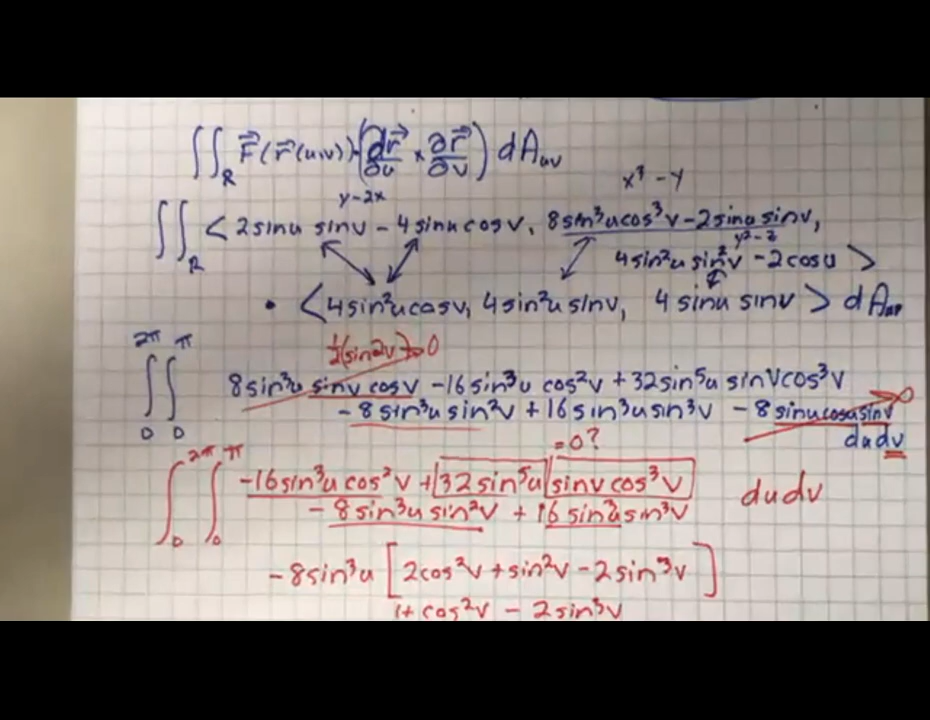 ∬_R F⃗(r⃗(u,v))·(∂r⃗/∂u × ∂r⃗/∂v) dA_uv
y-2x
x³-y
∬_R <2sinu sinv - 4sinu cosv, 8sin³u cos³v - 2sinu sinv,
y²-z
4sin²u sin²v - 2cosu>
• <4sin²u cosv, 4sin²u sinv, 4sinu sinv> dA_uv
½(sin2v)→0
∫₀^2π ∫₀^π 8sin³u sinv cosv - 16sin³u cos²v + 32sin⁵u sinv cos³v
- 8sin³u sin²v + 16sin³u sin³v - 8sinu cosu sinv 0
du dv
=0?
∫₀^2π ∫₀^π -16sin³u cos²v + 32sin⁵u sinv cos³v du dv
- 8sin³u sin²v + 16sin³u sin³v
-8sin³u [2cos²v + sin²v - 2sin³v]
1 + cos²v - 2sin³v